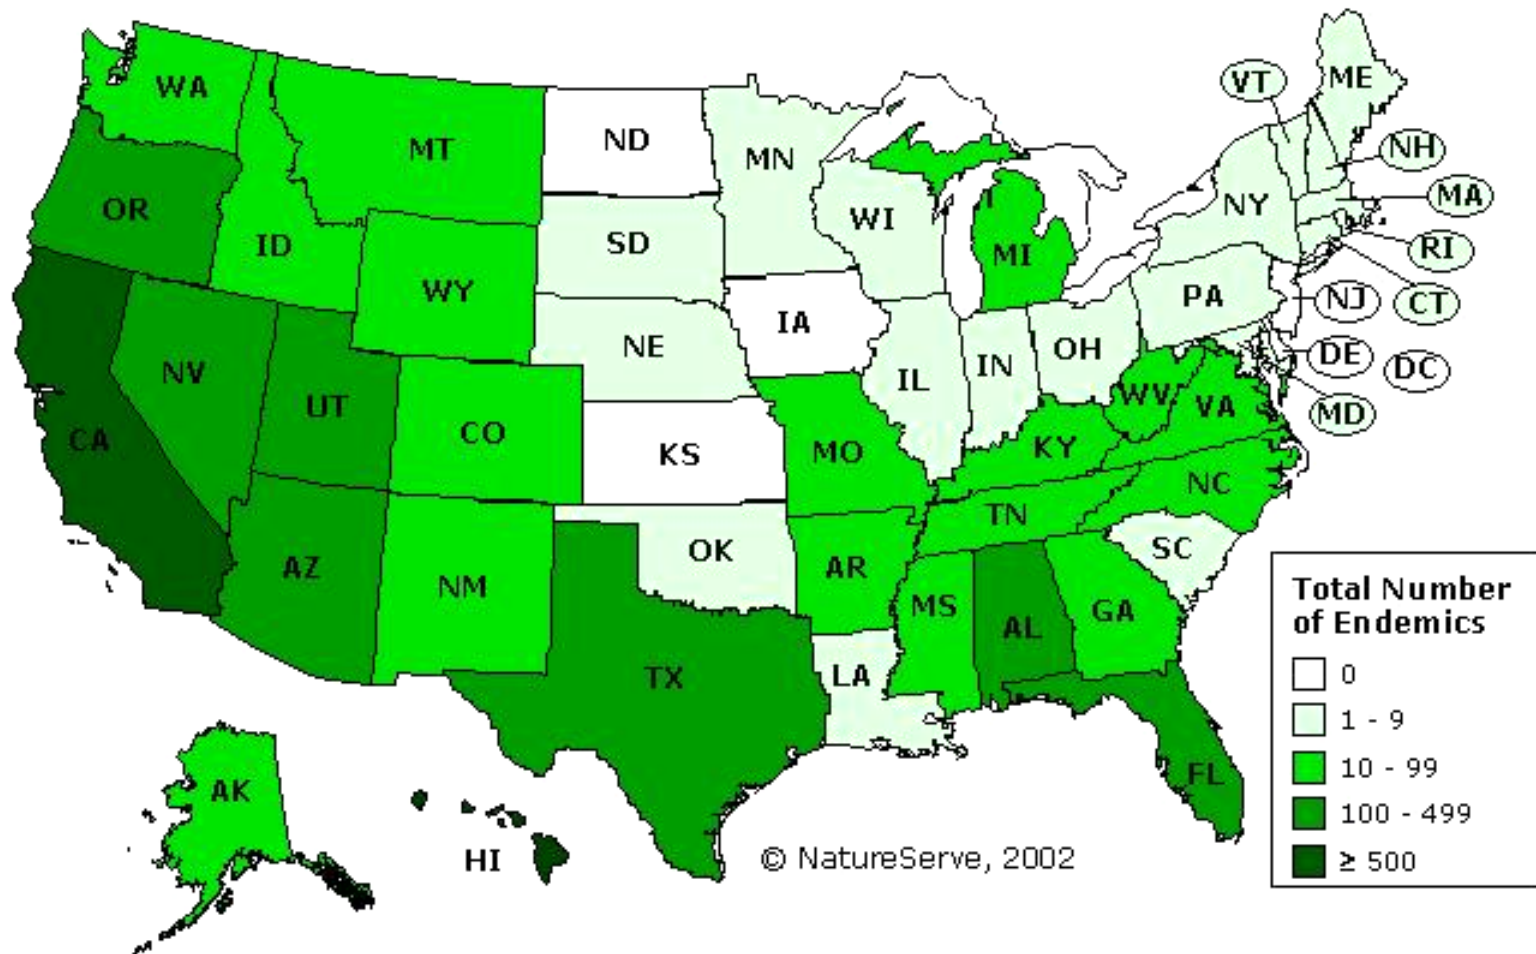 WA
MT
ND
MN
VT
ME
NH
OR
ID
SD
WI
NY
MA
WY
MI
RI
NE
IA
PA
NJ
CT
NV
UT
CO
IL
IN
OH
DE
DC
CA
KS
MO
KY
WV
VA
MD
AZ
NM
OK
AR
TN
NC
SC
TX
LA
MS
AL
GA
FL
AK
HI
© NatureServe, 2002
Total Number
of Endemics
0
1 - 9
10 - 99
100 - 499
≥ 500